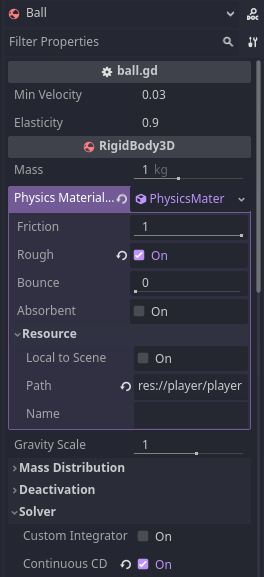 Ball
DOC
Filter Properties
ball.gd
Min Velocity 0.03
Elasticity 0.9
RigidBody3D
Mass 1 kg
Physics Material... PhysicsMater
Friction 1
Rough On
Bounce 0
Absorbent On
Resource
Local to Scene On
Path res://player/player
Name
Gravity Scale 1
Mass Distribution
Deactivation
Solver
Custom Integrator On
Continuous CD On